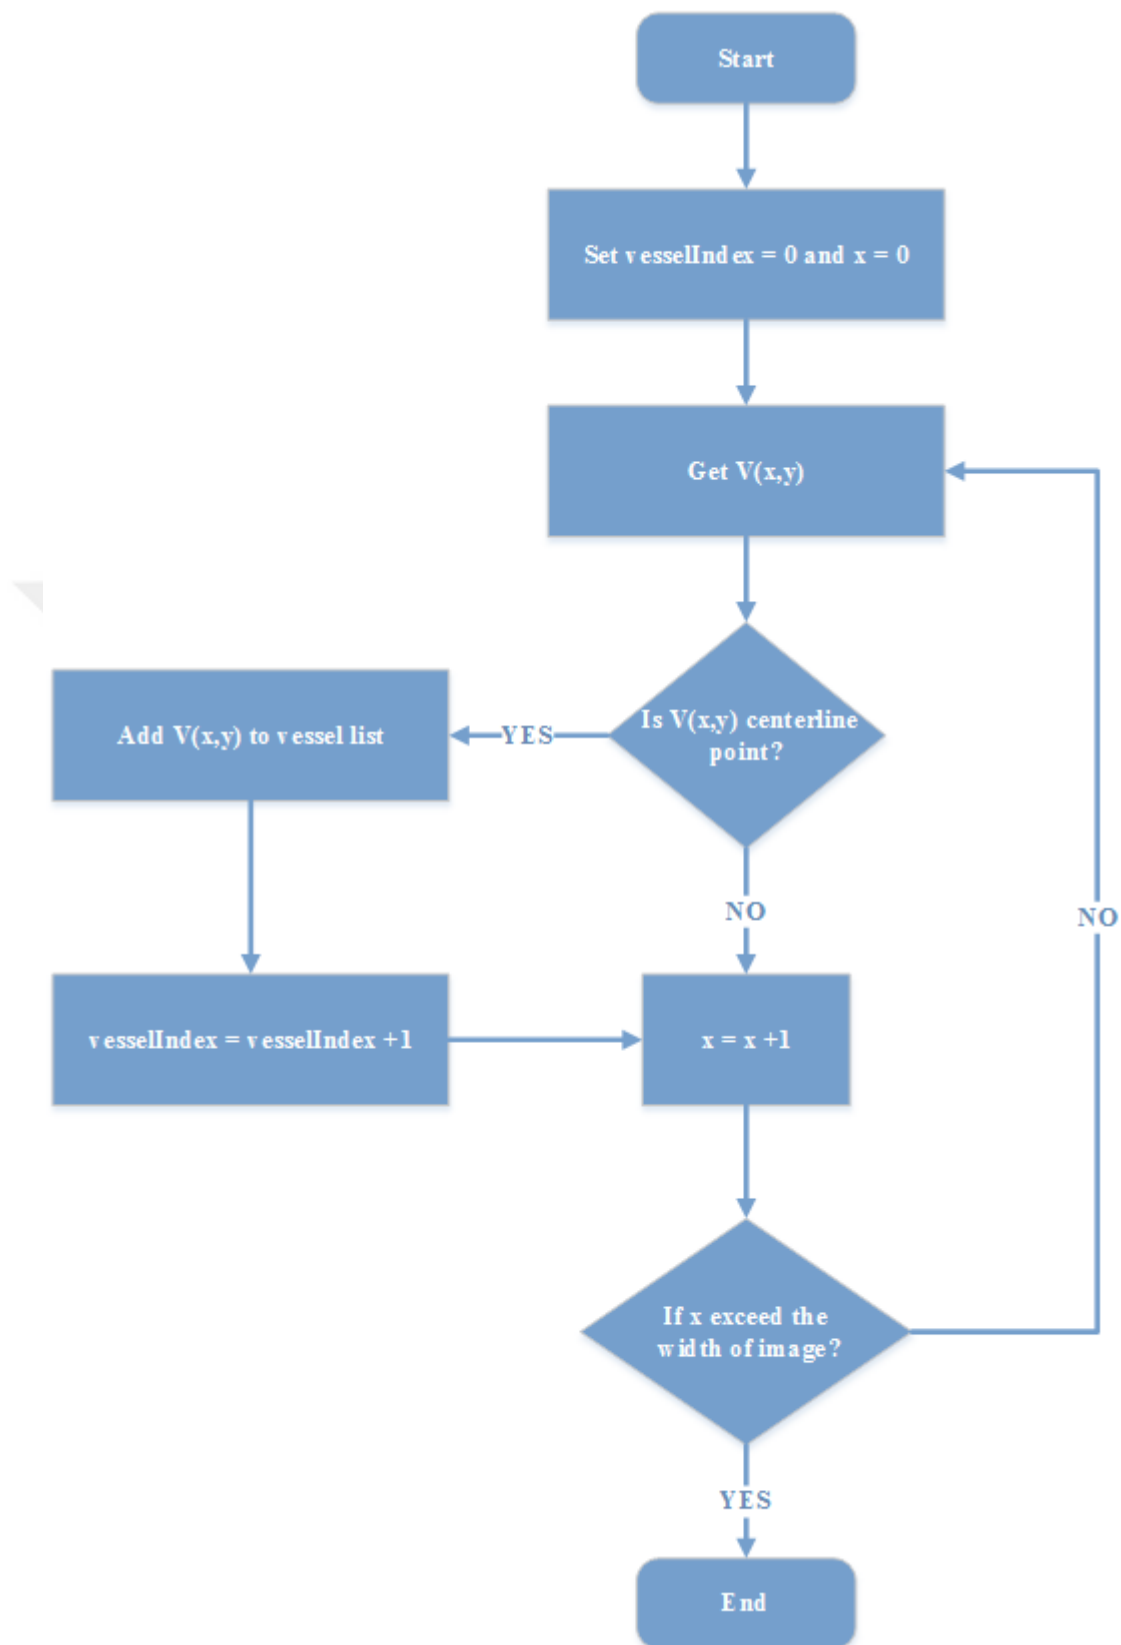 Start
Set vesselIndex = 0 and x = 0
Get V(x,y)
Is V(x,y) centerline
point?
YES
Add V(x,y) to vessel list
NO
NO
vesselIndex = vesselIndex +1
x = x +1
If x exceed the
width of image?
YES
End